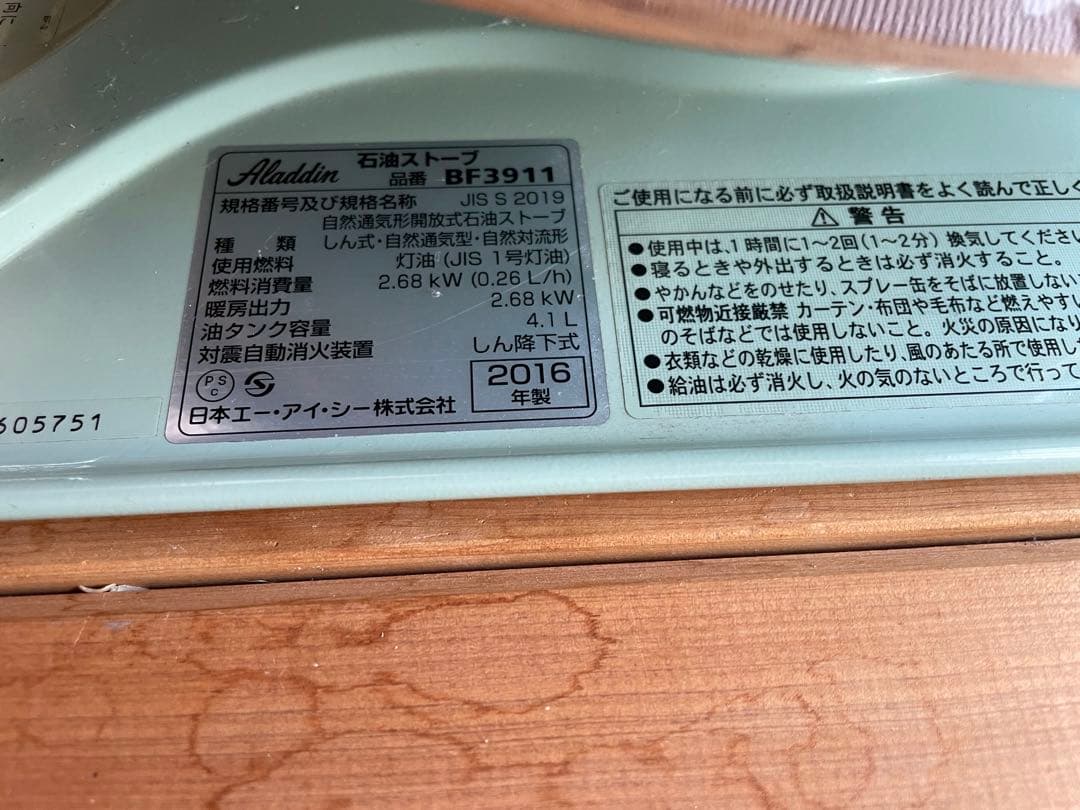 Aladdin 石油ストーブ
品番 BF3911
規格番号及び規格名称 JIS S 2019
自然通気形開放式石油ストーブ
種類 しん式・自然通気型・自然対流形
使用燃料 灯油 (JIS 1号灯油)
燃料消費量 2.68 kW (0.26 L/h)
暖房出力 2.68 kW
油タンク容量 4.1 L
対震自動消火装置 しん降下式
PS C
2016
年製
日本エー・アイ・シー株式会社
605751
ご使用になる前に必ず取扱説明書をよく読んで正しく
⚠ 警告
●使用中は、1時間に1〜2回(1〜2分) 換気してくださ
●寝るときや外出するときは必ず消火すること。
●やかんなどをのせたり、スプレー缶をそばに放置しない
●可燃物近接厳禁 カーテン・布団や毛布など燃えやす
のそばなどでは使用しないこと。火災の原因になり
●衣類などの乾燥に使用したり、風のあたる所で使用し
●給油は必ず消火し、火の気のないところで行って